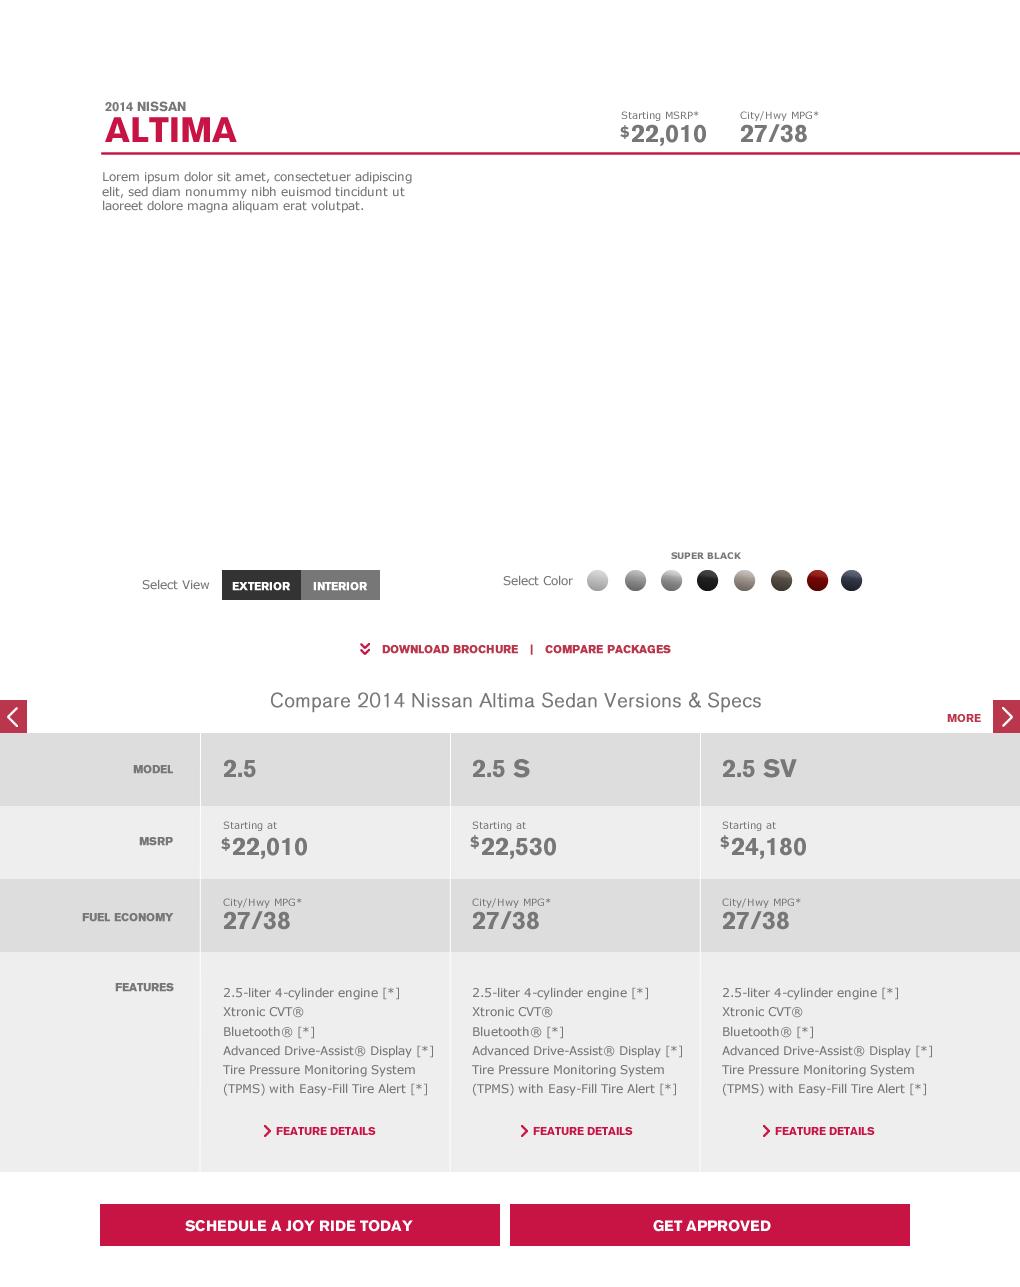 2014 NISSAN
ALTIMA
Starting MSRP*
$22,010
City/Hwy MPG*
27/38
Lorem ipsum dolor sit amet, consectetuer adipiscing
elit, sed diam nonummy nibh euismod tincidunt ut
laoreet dolore magna aliquam erat volutpat.
SUPER BLACK
Select View
EXTERIOR
INTERIOR
Select Color
DOWNLOAD BROCHURE | COMPARE PACKAGES
Compare 2014 Nissan Altima Sedan Versions & Specs
MORE
MODEL
2.5
2.5 S
2.5 SV
MSRP
Starting at
$22,010
Starting at
$22,530
Starting at
$24,180
FUEL ECONOMY
City/Hwy MPG*
27/38
City/Hwy MPG*
27/38
City/Hwy MPG*
27/38
FEATURES
2.5-liter 4-cylinder engine [*]
Xtronic CVT®
Bluetooth® [*]
Advanced Drive-Assist® Display [*]
Tire Pressure Monitoring System
(TPMS) with Easy-Fill Tire Alert [*]
FEATURE DETAILS
2.5-liter 4-cylinder engine [*]
Xtronic CVT®
Bluetooth® [*]
Advanced Drive-Assist® Display [*]
Tire Pressure Monitoring System
(TPMS) with Easy-Fill Tire Alert [*]
FEATURE DETAILS
2.5-liter 4-cylinder engine [*]
Xtronic CVT®
Bluetooth® [*]
Advanced Drive-Assist® Display [*]
Tire Pressure Monitoring System
(TPMS) with Easy-Fill Tire Alert [*]
FEATURE DETAILS
SCHEDULE A JOY RIDE TODAY
GET APPROVED